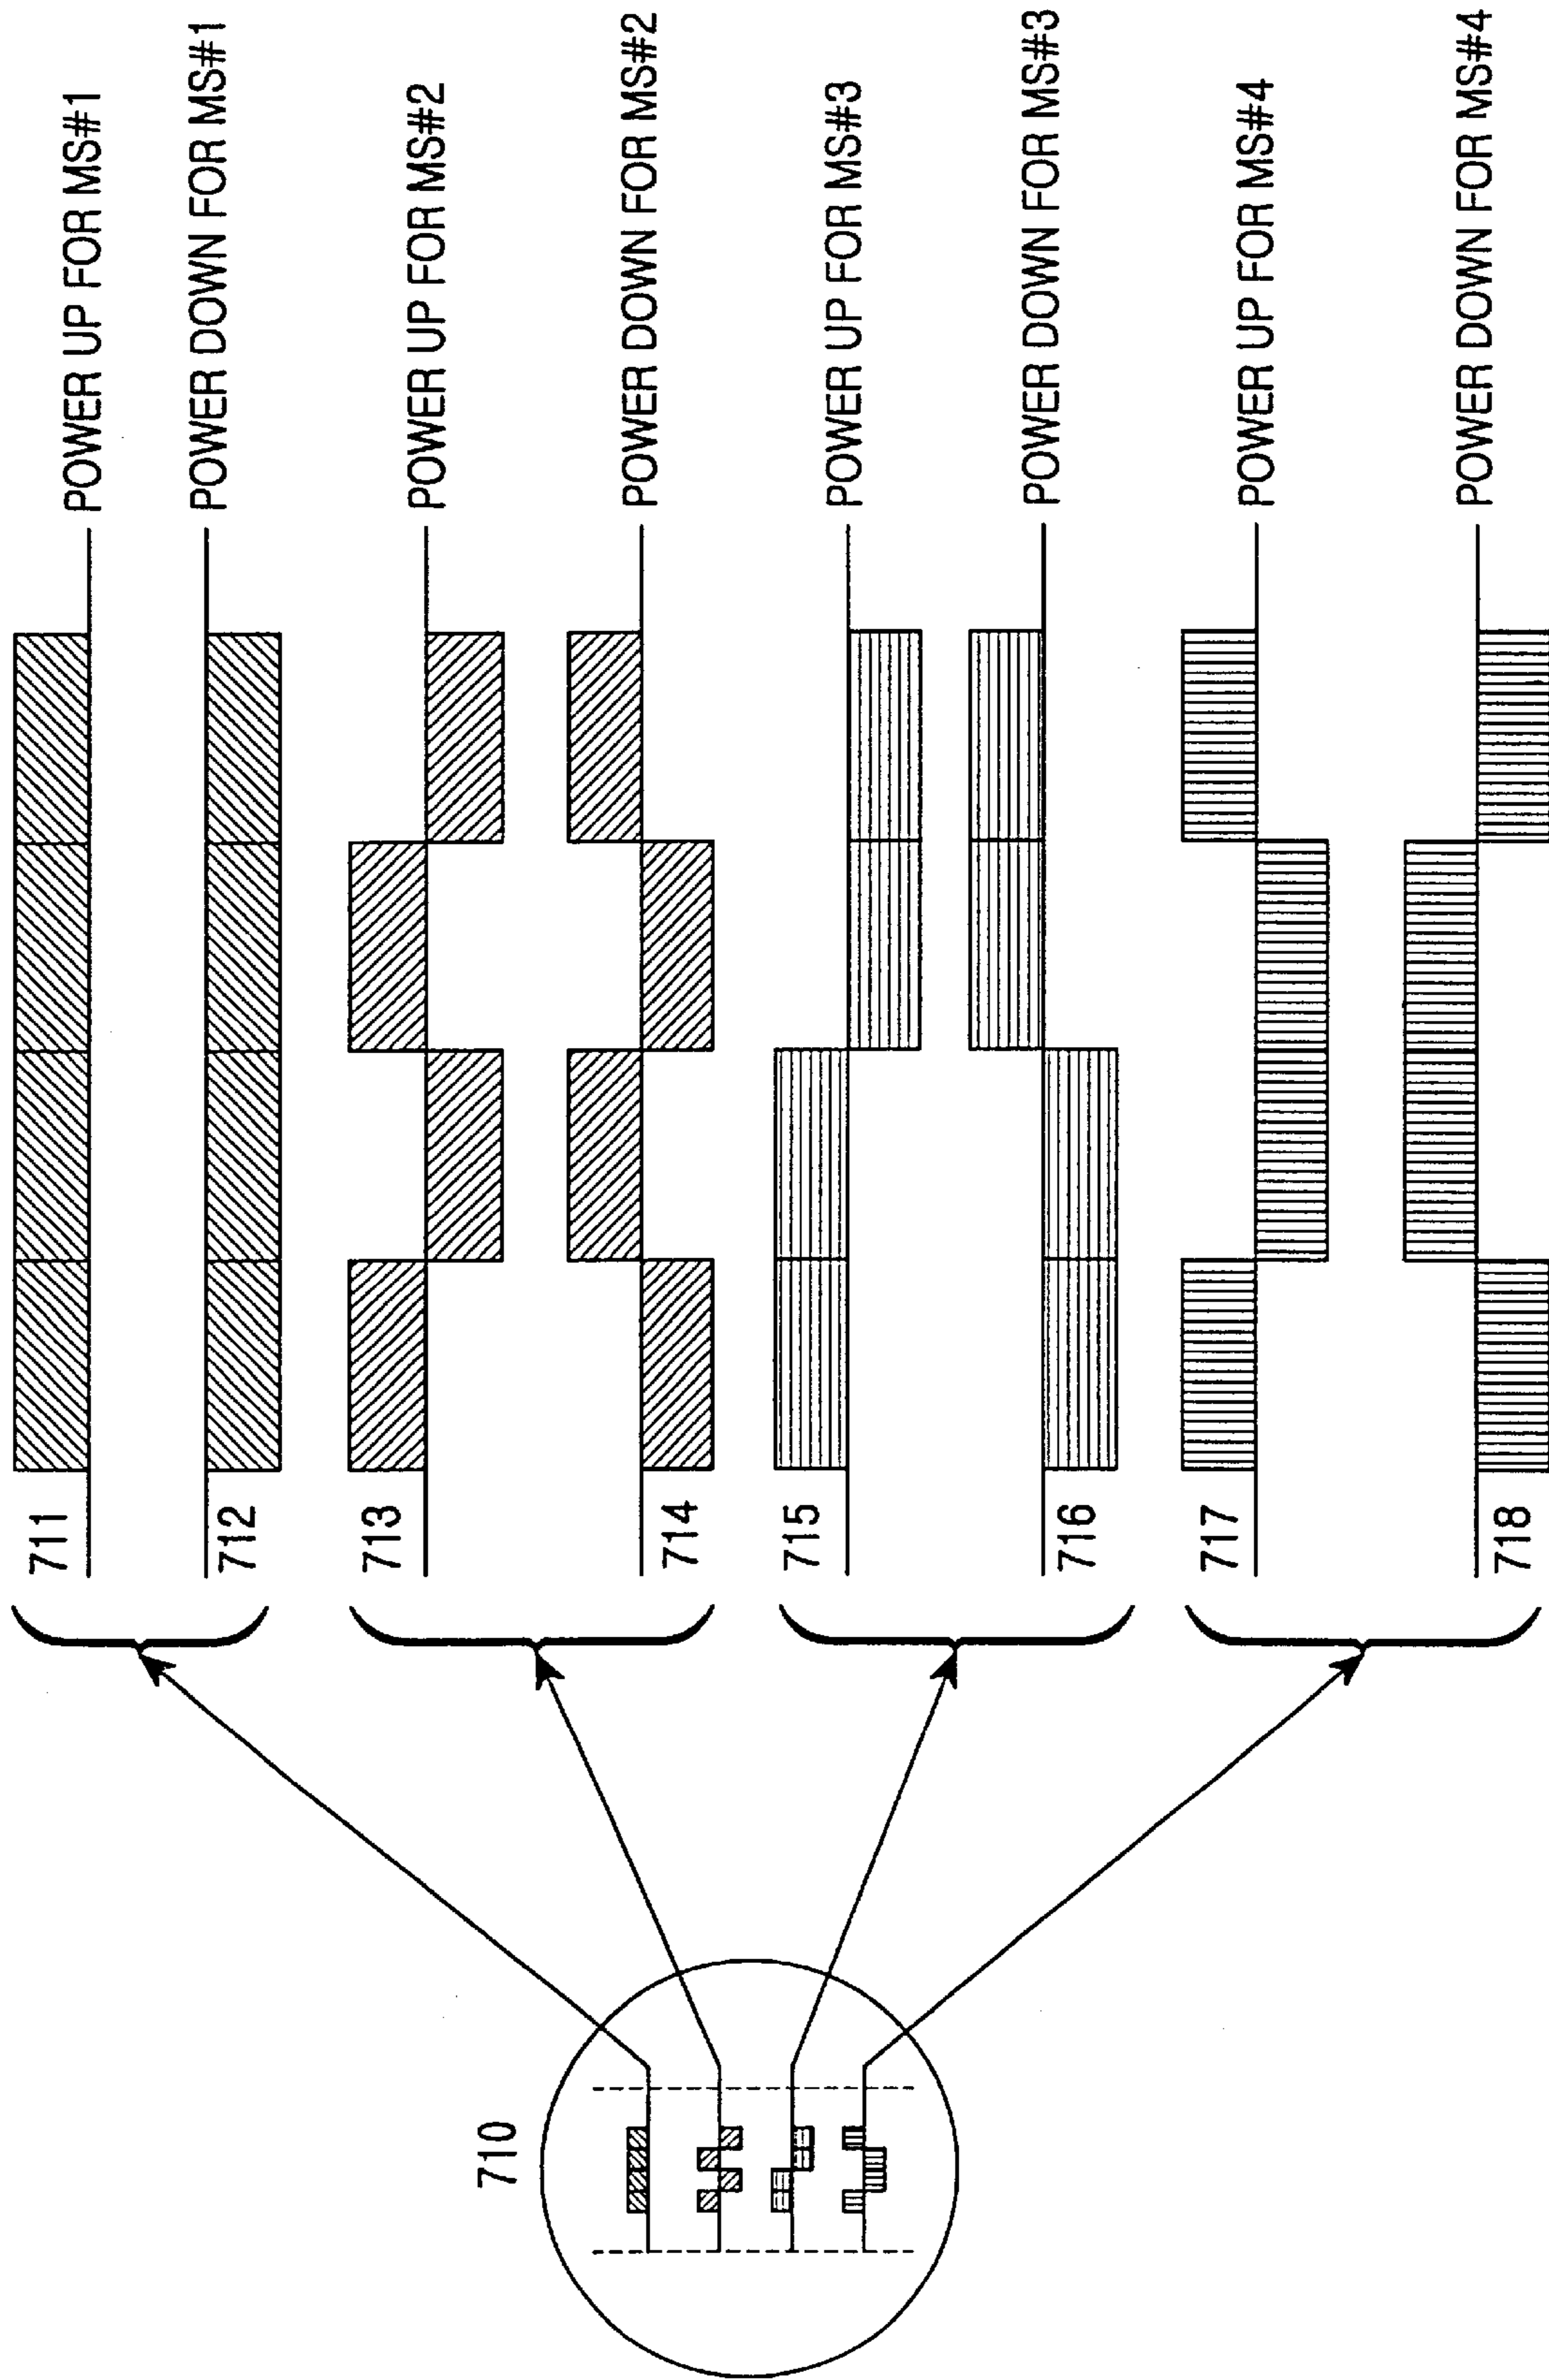 710
711
POWER UP FOR MS#1
712
POWER DOWN FOR MS#1
713
POWER UP FOR MS#2
714
POWER DOWN FOR MS#2
715
POWER UP FOR MS#3
716
POWER DOWN FOR MS#3
717
POWER UP FOR MS#4
718
POWER DOWN FOR MS#4